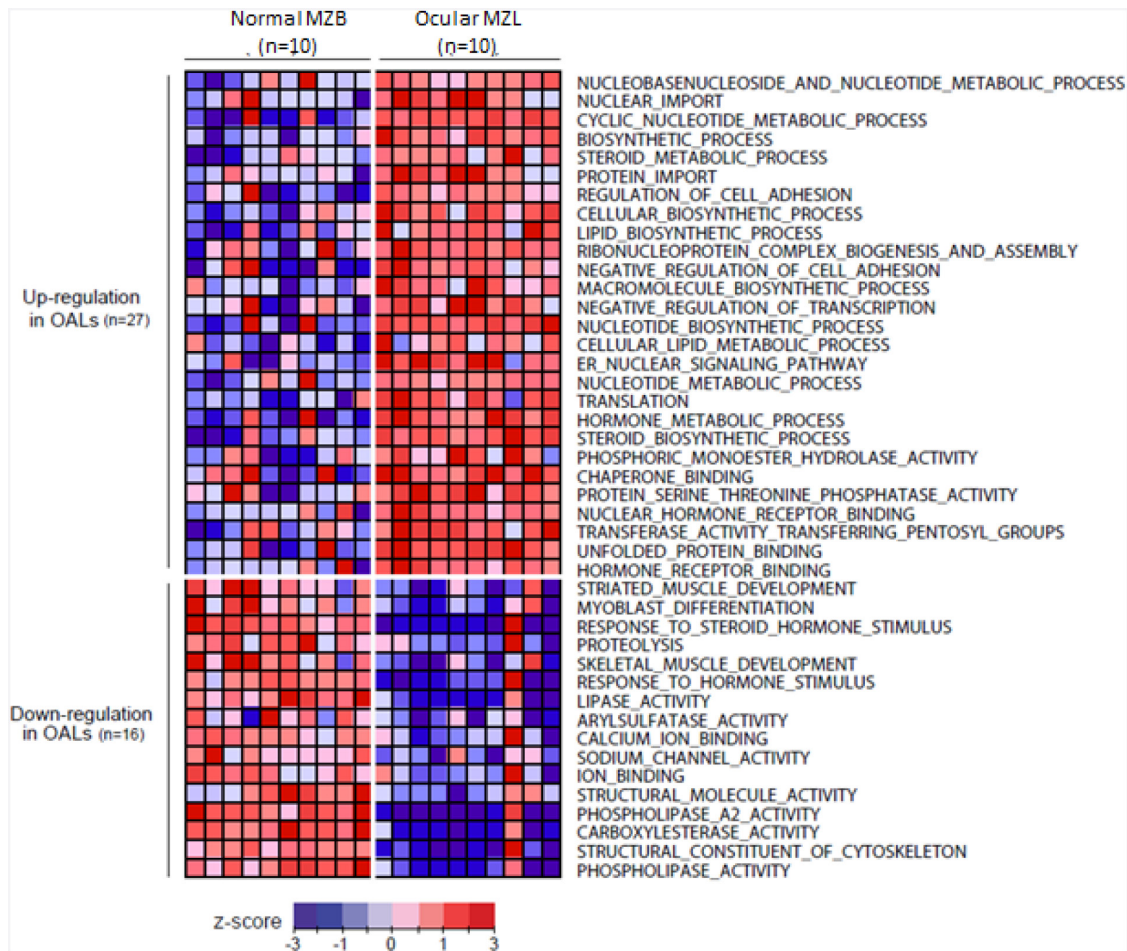 Normal MZB Ocular MZL
(n=10) (n=10)
NUCLEOBASENUCLEOSIDE_AND_NUCLEOTIDE_METABOLIC_PROCESS
NUCLEAR_IMPORT
CYCLIC_NUCLEOTIDE_METABOLIC_PROCESS
BIOSYNTHETIC_PROCESS
STEROID_METABOLIC_PROCESS
PROTEIN_IMPORT
REGULATION_OF_CELL_ADHESION
CELLULAR_BIOSYNTHETIC_PROCESS
LIPID_BIOSYNTHETIC_PROCESS
RIBONUCLEOPROTEIN_COMPLEX_BIOGENESIS_AND_ASSEMBLY
NEGATIVE_REGULATION_OF_CELL_ADHESION
MACROMOLECULE_BIOSYNTHETIC_PROCESS
NEGATIVE_REGULATION_OF_TRANSCRIPTION
NUCLEOTIDE_BIOSYNTHETIC_PROCESS
CELLULAR_LIPID_METABOLIC_PROCESS
ER_NUCLEAR_SIGNALING_PATHWAY
NUCLEOTIDE_METABOLIC_PROCESS
TRANSLATION
HORMONE_METABOLIC_PROCESS
STEROID_BIOSYNTHETIC_PROCESS
PHOSPHORIC_MONOESTER_HYDROLASE_ACTIVITY
CHAPERONE_BINDING
PROTEIN_SERINE_THREONINE_PHOSPHATASE_ACTIVITY
NUCLEAR_HORMONE_RECEPTOR_BINDING
TRANSFERASE_ACTIVITY_TRANSFERRING_PENTOSYL_GROUPS
UNFOLDED_PROTEIN_BINDING
HORMONE_RECEPTOR_BINDING
Up-regulation
in OALs (n=27)
STRIATED_MUSCLE_DEVELOPMENT
MYOBLAST_DIFFERENTIATION
RESPONSE_TO_STEROID_HORMONE_STIMULUS
PROTEOLYSIS
SKELETAL_MUSCLE_DEVELOPMENT
RESPONSE_TO_HORMONE_STIMULUS
LIPASE_ACTIVITY
ARYLSULFATASE_ACTIVITY
CALCIUM_ION_BINDING
SODIUM_CHANNEL_ACTIVITY
ION_BINDING
STRUCTURAL_MOLECULE_ACTIVITY
PHOSPHOLIPASE_A2_ACTIVITY
CARBOXYLESTERASE_ACTIVITY
STRUCTURAL_CONSTITUENT_OF_CYTOSKELETON
PHOSPHOLIPASE_ACTIVITY
Down-regulation
in OALs (n=16)
z-score
-3 -1 0 1 3